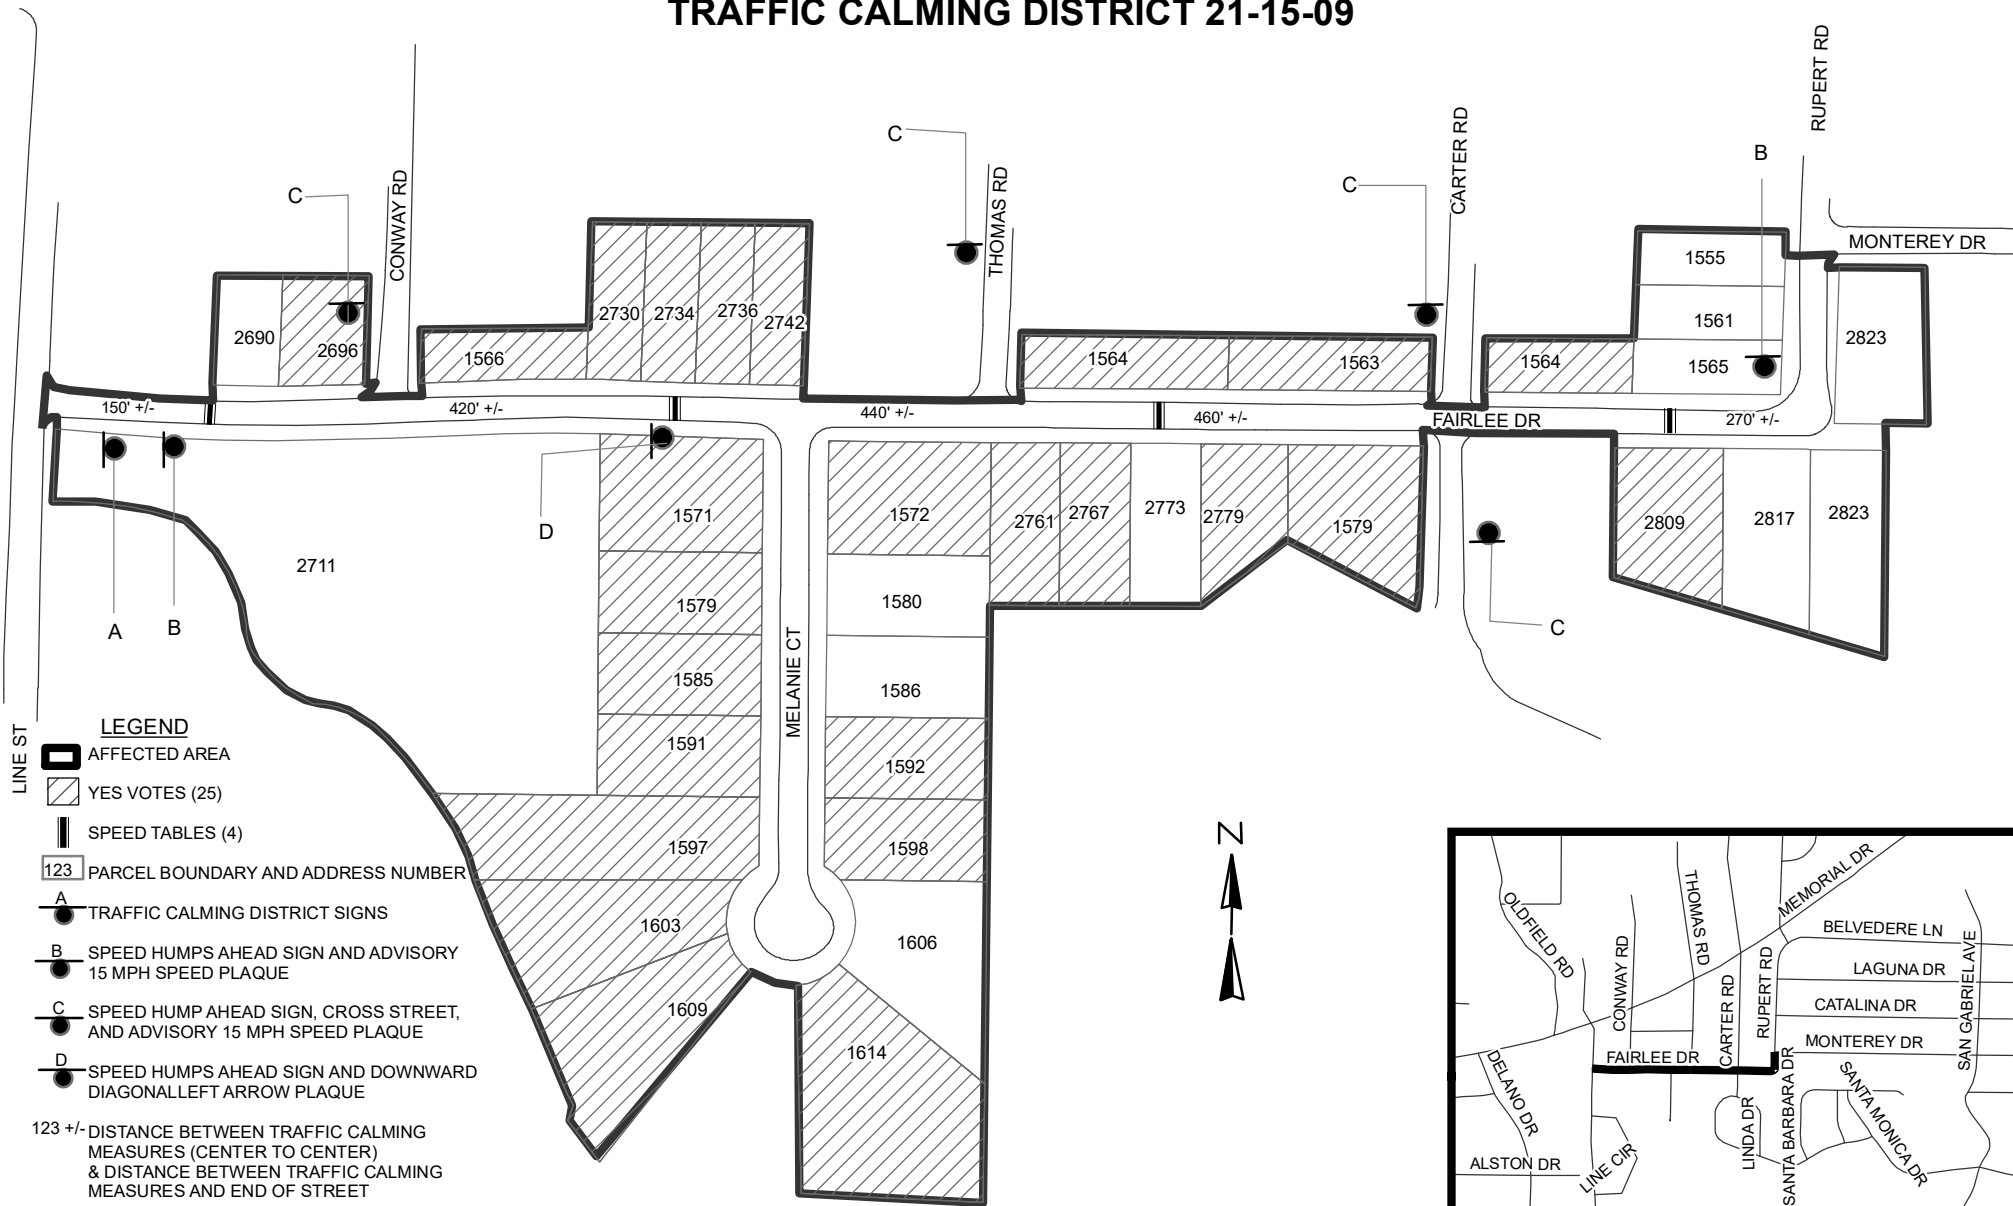 TRAFFIC CALMING DISTRICT 21-15-09
RUPERT RD
CARTER RD
C
B
C
C
CONWAY RD
THOMAS RD
MONTEREY DR
1555
2690
2696
1566
2730
2734
2736
2742
1564
1563
1564
1561
1565
2823
150' +/-
420' +/-
440' +/-
460' +/-
FAIRLEE DR
270' +/-
D
A
B
C
2711
1571
1579
1585
1591
1597
1603
1609
MELANIE CT
1572
1580
1586
1592
1598
1606
1614
2761
2767
2773
2779
1579
2809
2817
2823
LINE ST
LEGEND
AFFECTED AREA
YES VOTES (25)
SPEED TABLES (4)
123 PARCEL BOUNDARY AND ADDRESS NUMBER
A
TRAFFIC CALMING DISTRICT SIGNS
B
SPEED HUMPS AHEAD SIGN AND ADVISORY
15 MPH SPEED PLAQUE
C
SPEED HUMP AHEAD SIGN, CROSS STREET,
AND ADVISORY 15 MPH SPEED PLAQUE
D
SPEED HUMPS AHEAD SIGN AND DOWNWARD
DIAGONALLEFT ARROW PLAQUE
123 +/- DISTANCE BETWEEN TRAFFIC CALMING
MEASURES (CENTER TO CENTER)
& DISTANCE BETWEEN TRAFFIC CALMING
MEASURES AND END OF STREET
N
OLDFIELD RD
CONWAY RD
THOMAS RD
CARTER RD
RUPERT RD
MEMORIAL DR
BELVEDERE LN
LAGUNA DR
CATALINA DR
MONTEREY DR
SAN GABRIEL AVE
FAIRLEE DR
DELANO DR
ALSTON DR
LINE CIR
LINDA DR
SANTA BARBARA DR
SANTA MONICA DR